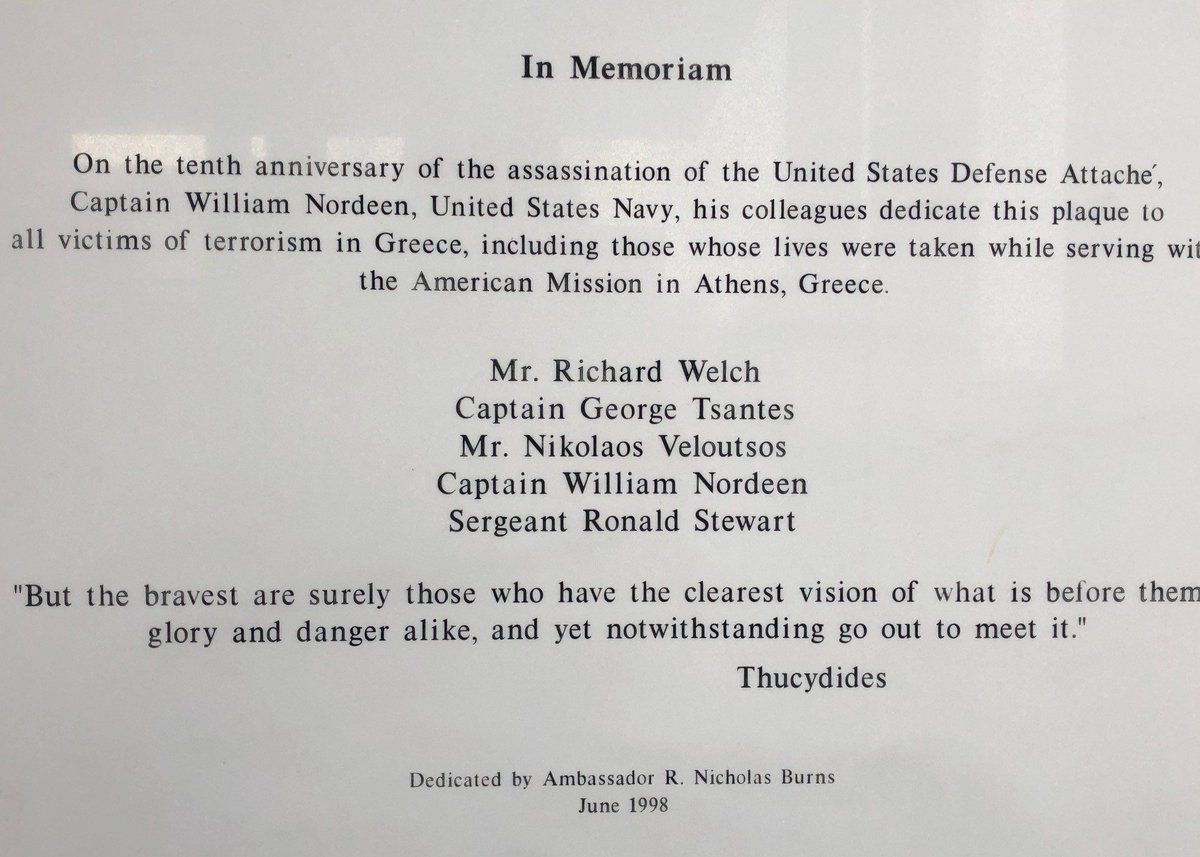 In Memoriam
On the tenth anniversary of the assassination of the United States Defense Attache´,
Captain William Nordeen, United States Navy, his colleagues dedicate this plaque to
all victims of terrorism in Greece, including those whose lives were taken while serving wit
the American Mission in Athens, Greece.
Mr. Richard Welch
Captain George Tsantes
Mr. Nikolaos Veloutsos
Captain William Nordeen
Sergeant Ronald Stewart
"But the bravest are surely those who have the clearest vision of what is before them
glory and danger alike, and yet notwithstanding go out to meet it."
Thucydides
Dedicated by Ambassador R. Nicholas Burns
June 1998